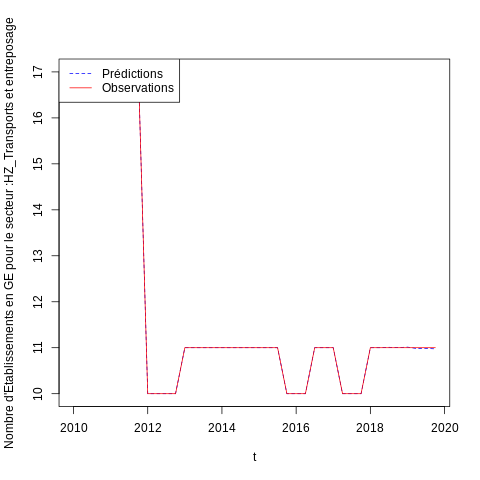 Nombre d'Etablissements en GE pour le secteur :HZ_Transports et entreposage
17
16
15
14
13
12
11
10
Prédictions
Observations
2010 2012 2014 2016 2018 2020
t